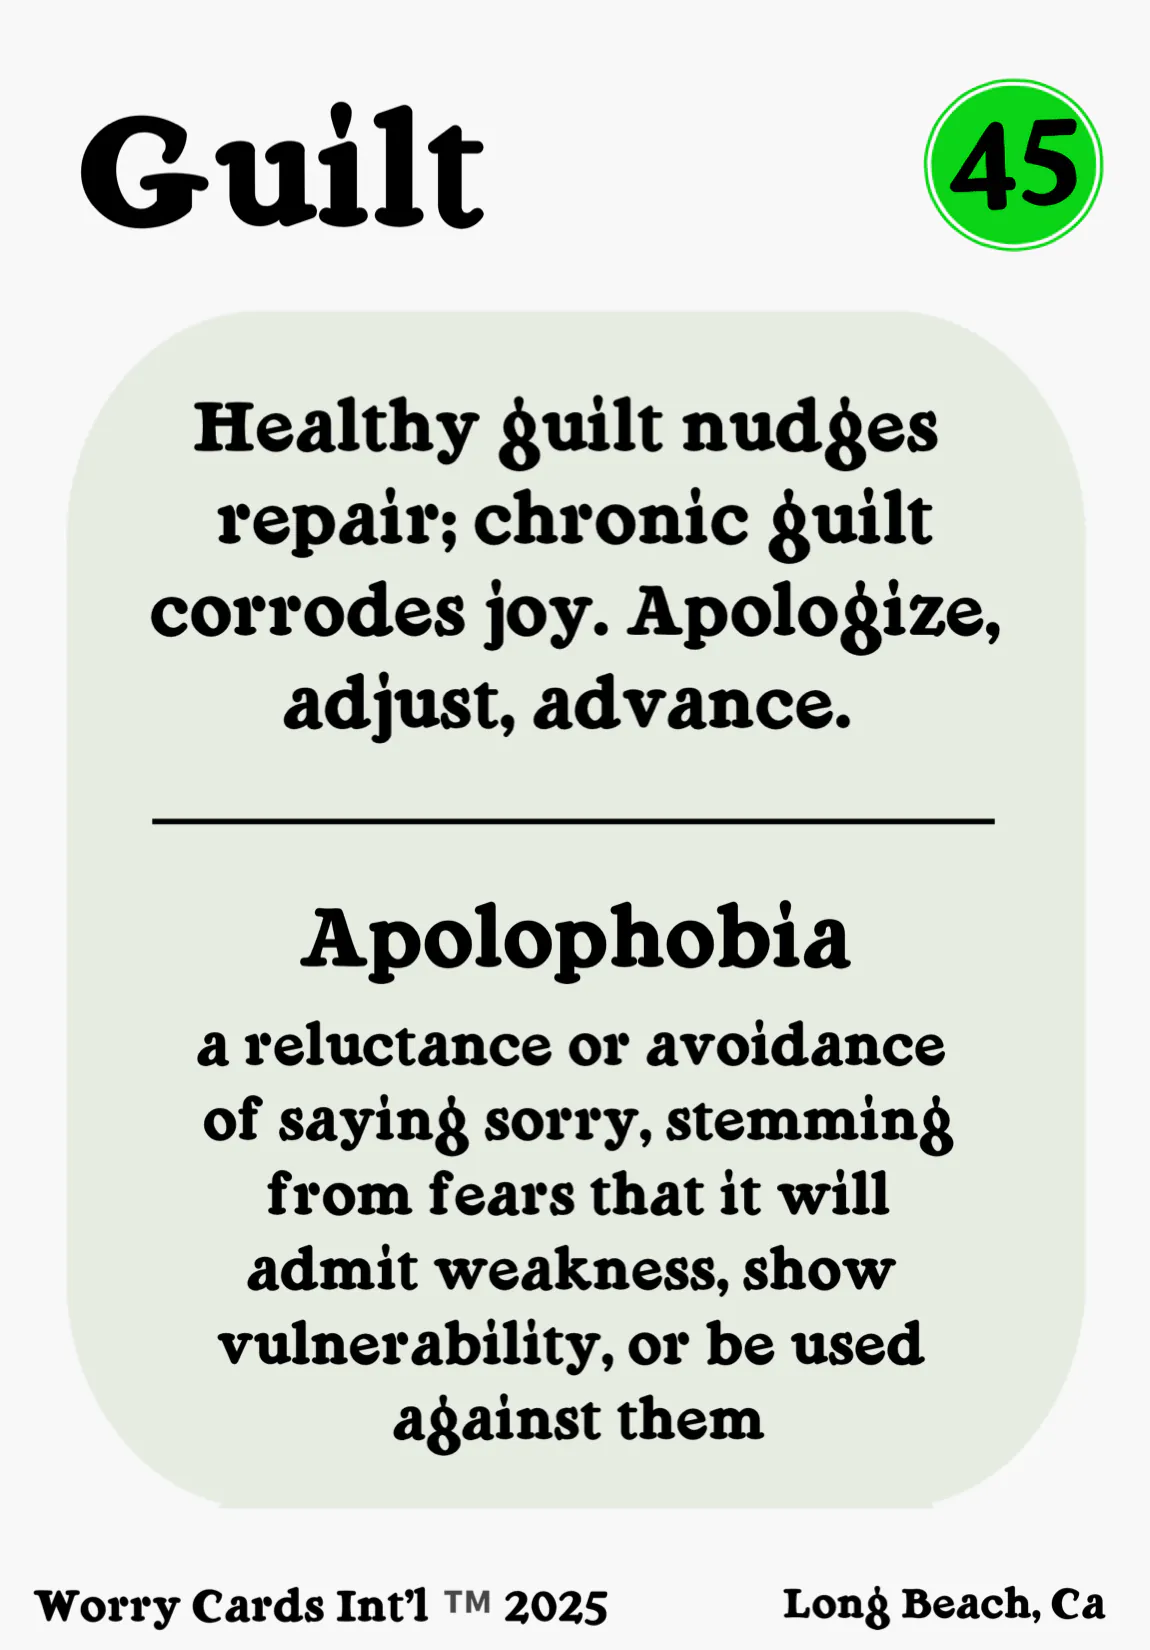 Guilt
45
Healthy guilt nudges
repair; chronic guilt
corrodes joy. Apologize,
adjust, advance.
Apolophobia
a reluctance or avoidance
of saying sorry, stemming
from fears that it will
admit weakness, show
vulnerability, or be used
against them
Worry Cards Int'l ™ 2025
Long Beach, Ca